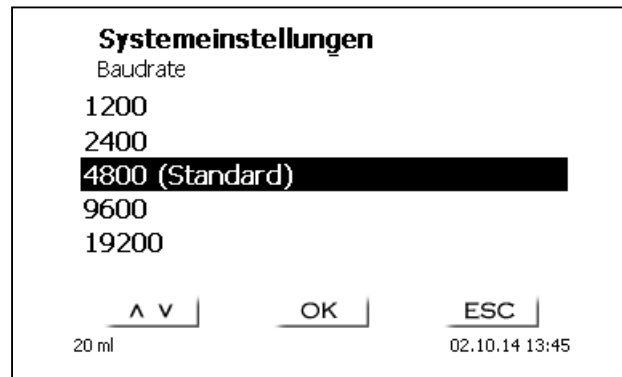 Systemeinstellungen
Baudrate
1200
2400
4800 (Standard)
9600
19200
∧ ∨ OK ESC
20 ml 02.10.14 13:45